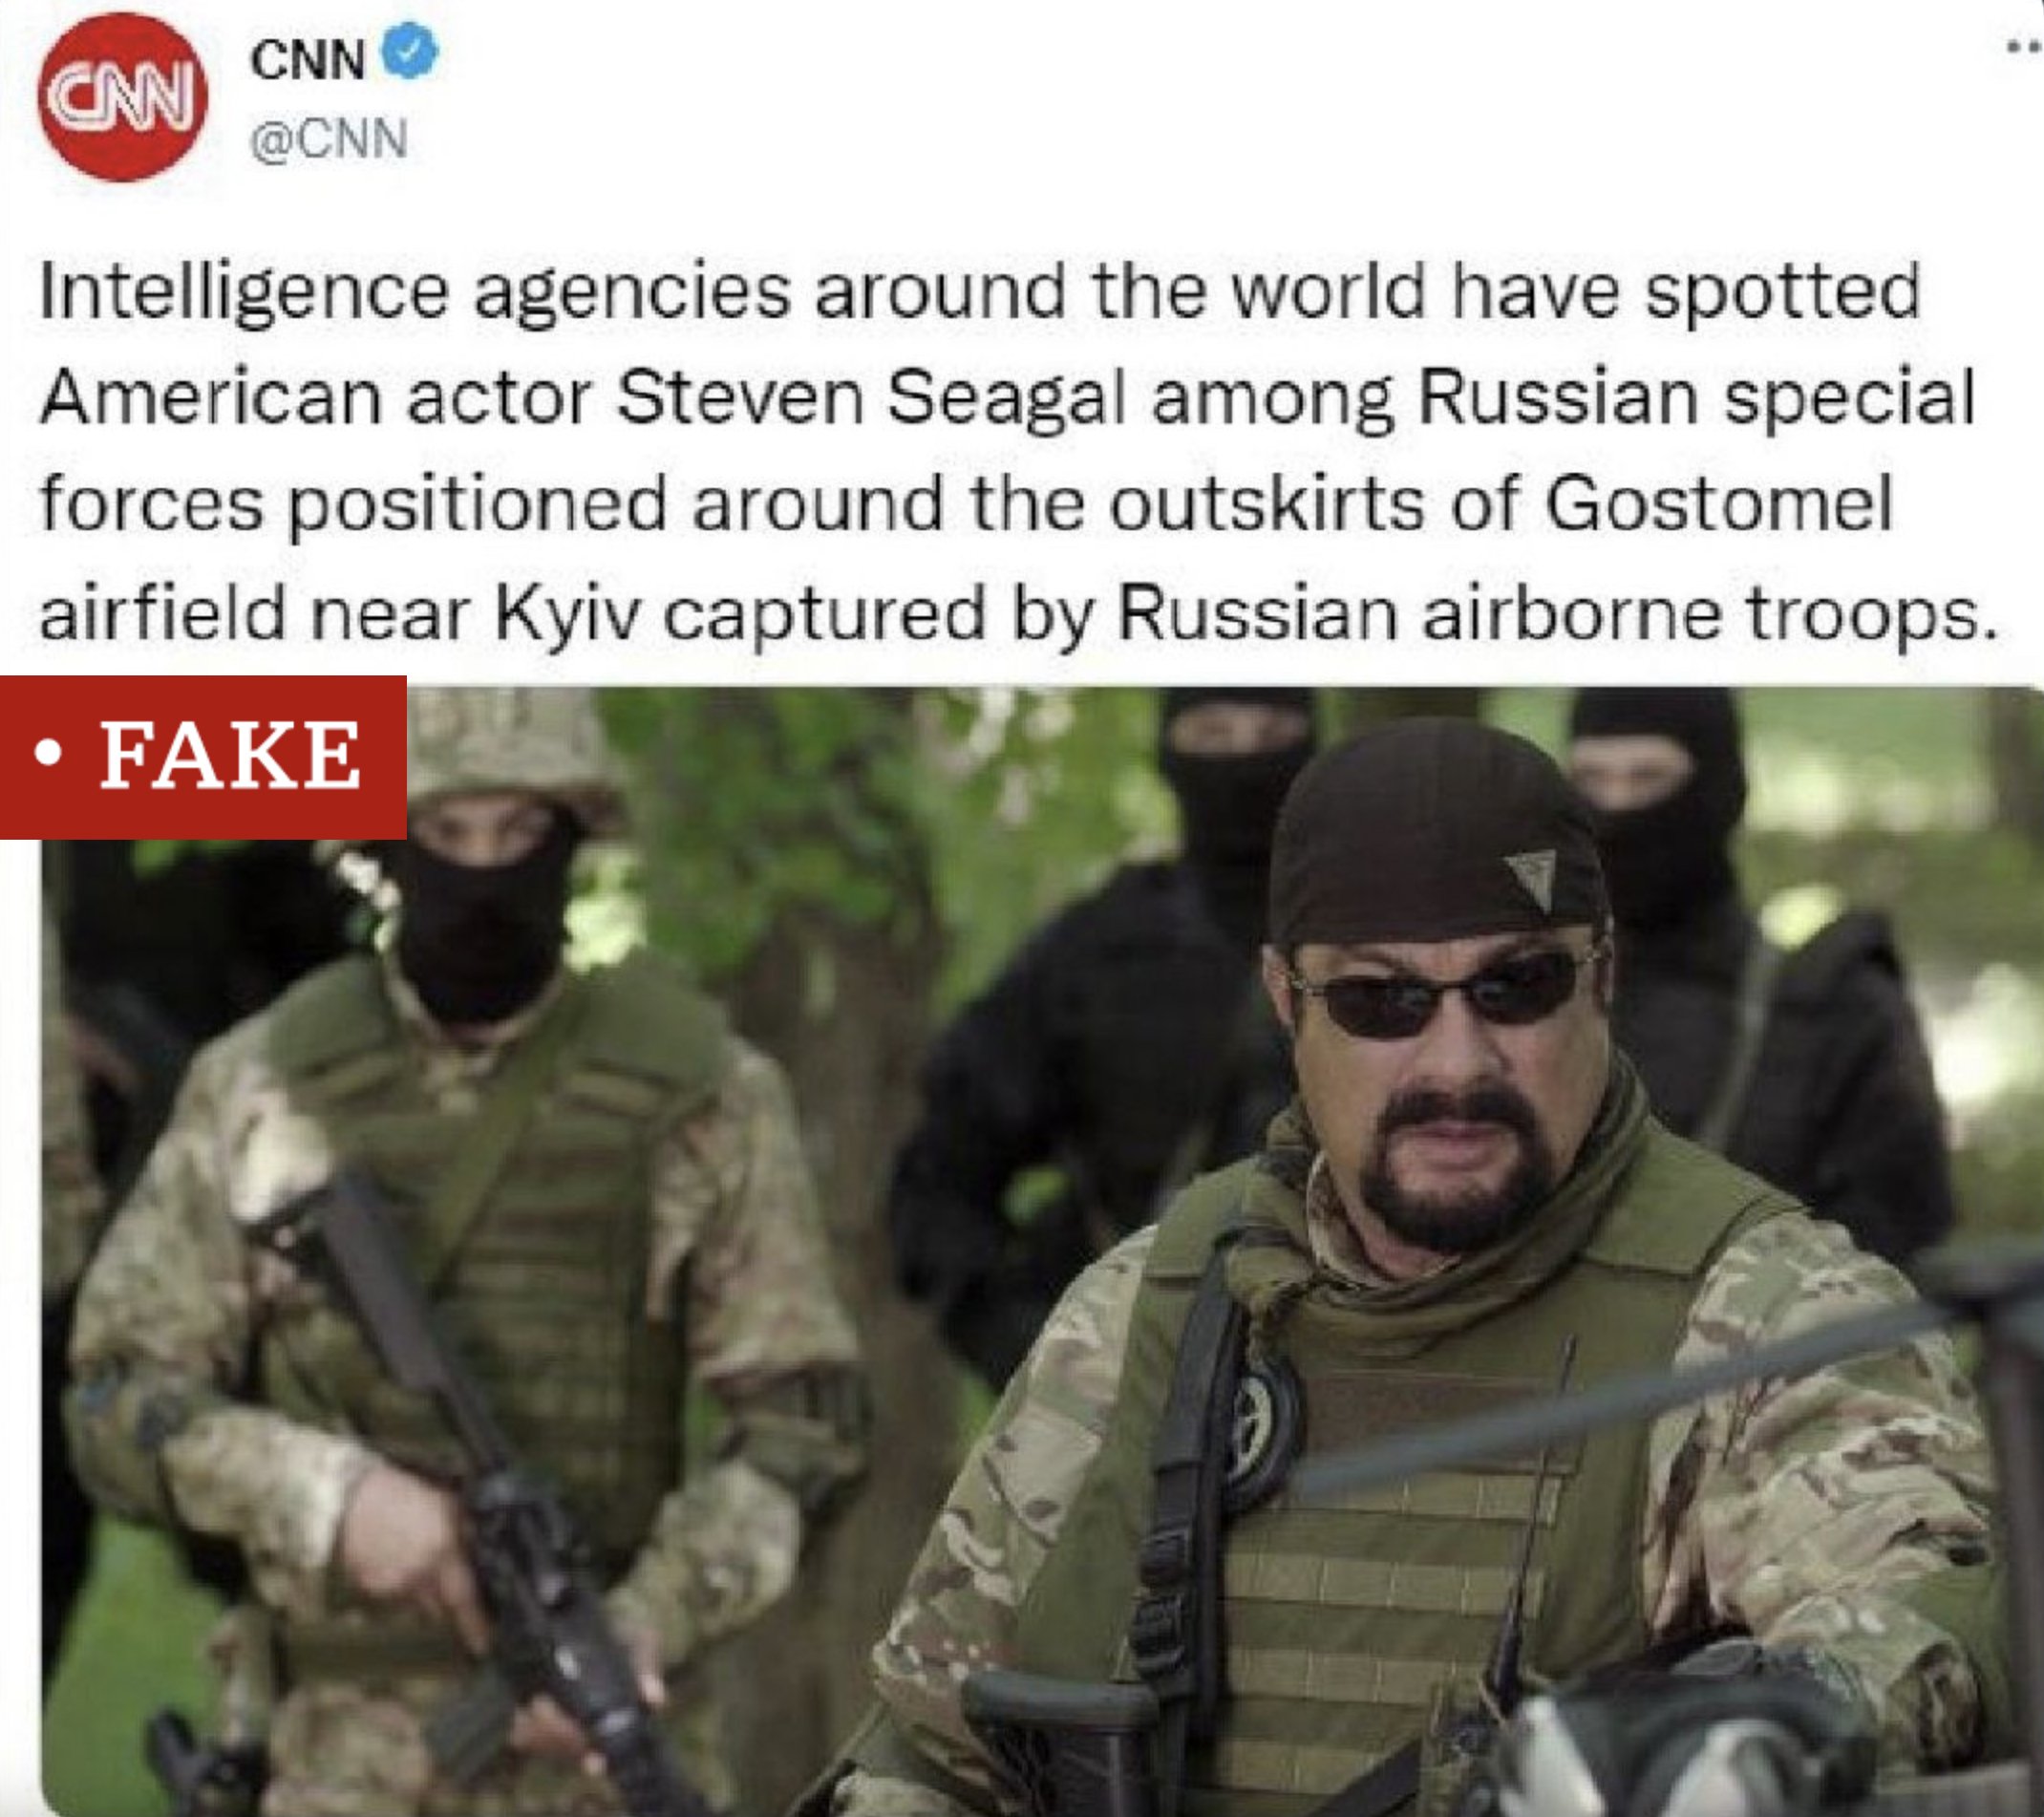 CNN
CNN
@CNN
Intelligence agencies around the world have spotted
American actor Steven Seagal among Russian special
forces positioned around the outskirts of Gostomel
airfield near Kyiv captured by Russian airborne troops.
• FAKE